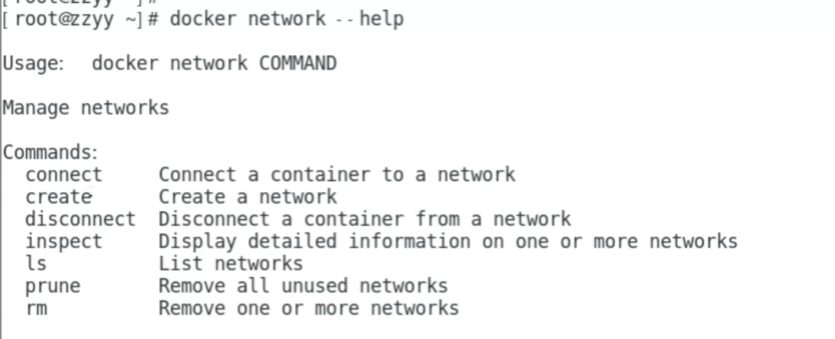 [root@zzyy ~]# docker network --help
Usage: docker network COMMAND
Manage networks
Commands:
connect Connect a container to a network
create Create a network
disconnect Disconnect a container from a network
inspect Display detailed information on one or more networks
ls List networks
prune Remove all unused networks
rm Remove one or more networks